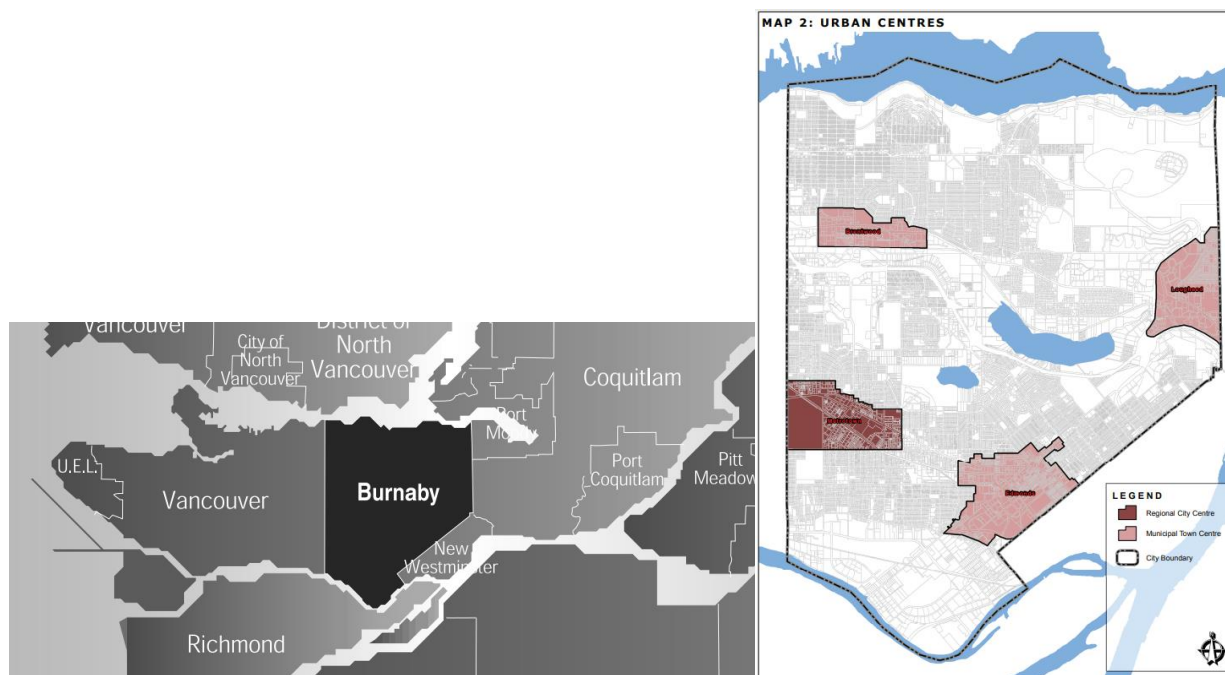 Vancouver
City of
North
Vancouver
District of
North
Vancouver
Coquitlam
Port
Moody
U.E.L.
Vancouver
Burnaby
Port
Coquitlam
Pitt
Meadow
New
Westminster
Richmond
MAP 2: URBAN CENTRES
Brentwood
Lougheed
Metrotown
Edmonds
LEGEND
Regional City Centre
Municipal Town Centre
City Boundary